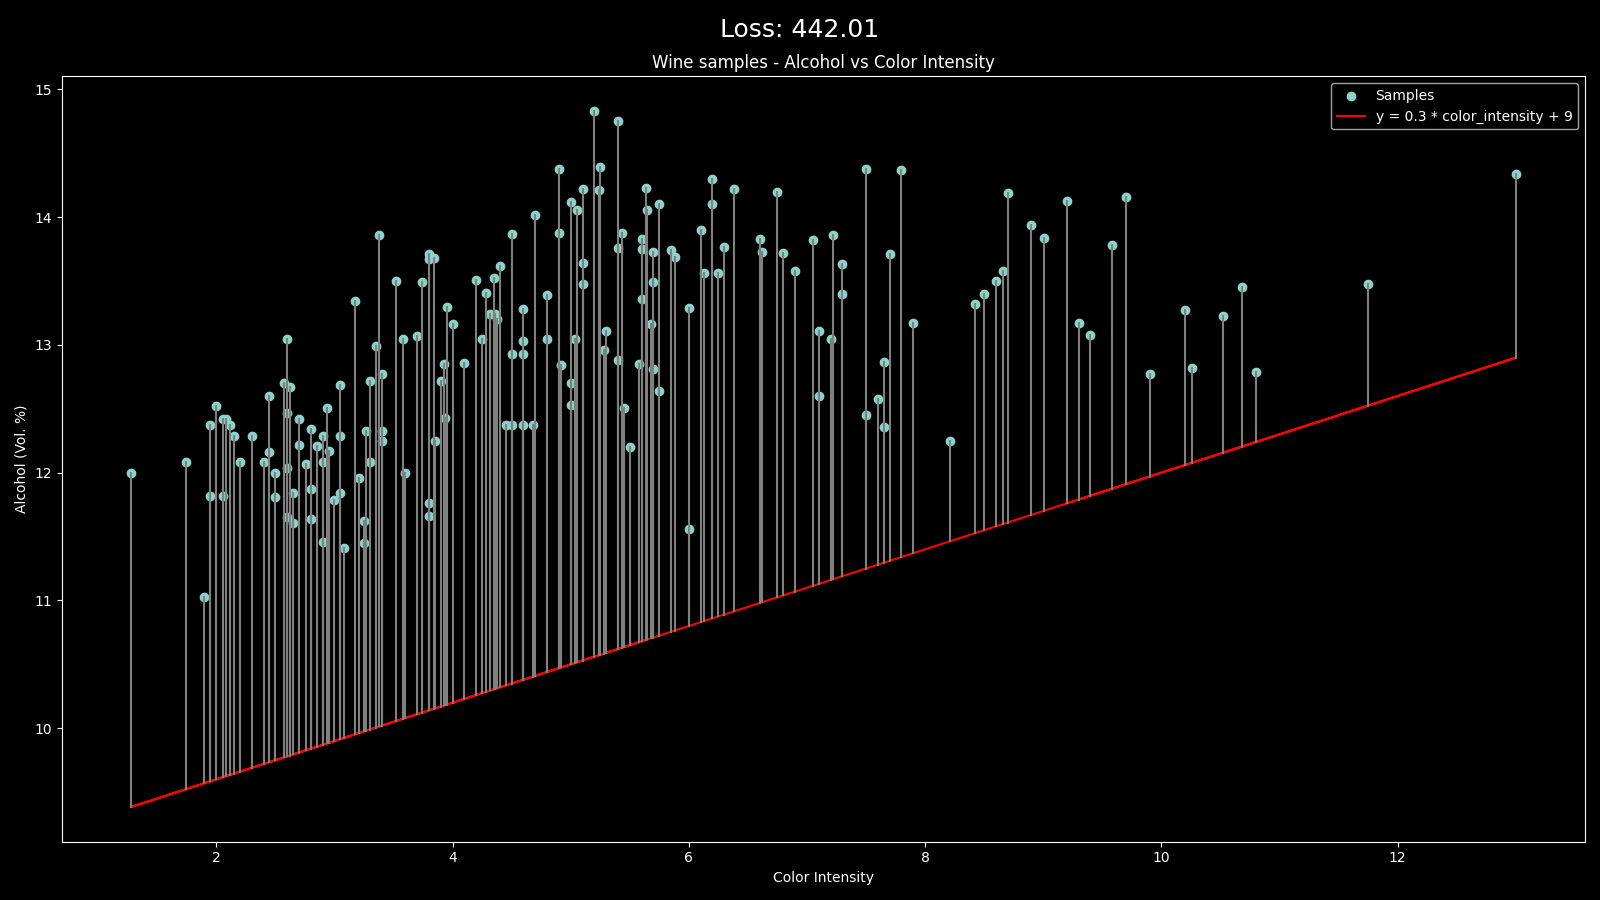 Loss: 442.01
Wine samples - Alcohol vs Color Intensity
Samples
y = 0.3 * color_intensity + 9
Alcohol (Vol. %)
15
14
13
12
11
10
2 4 6 8 10 12
Color Intensity